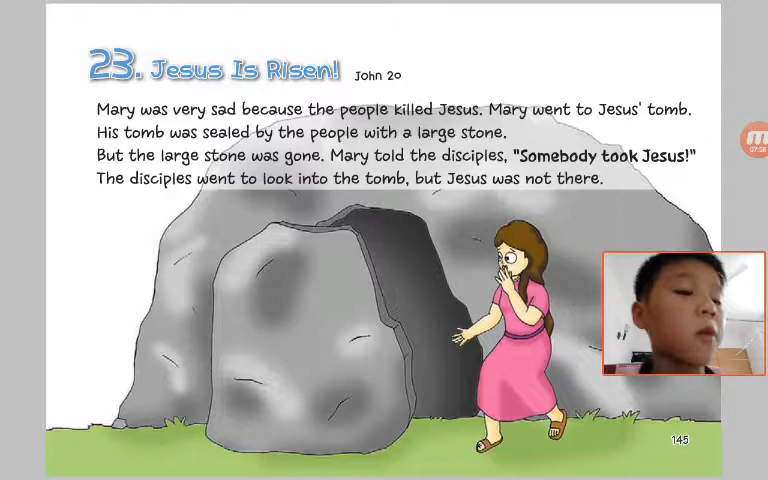 23. Jesus Is Risen! John 20
Mary was very sad because the people killed Jesus. Mary went to Jesus' tomb.
His tomb was sealed by the people with a large stone.
But the large stone was gone. Mary told the disciples, "Somebody took Jesus!"
The disciples went to look into the tomb, but Jesus was not there.
m
07:58
145